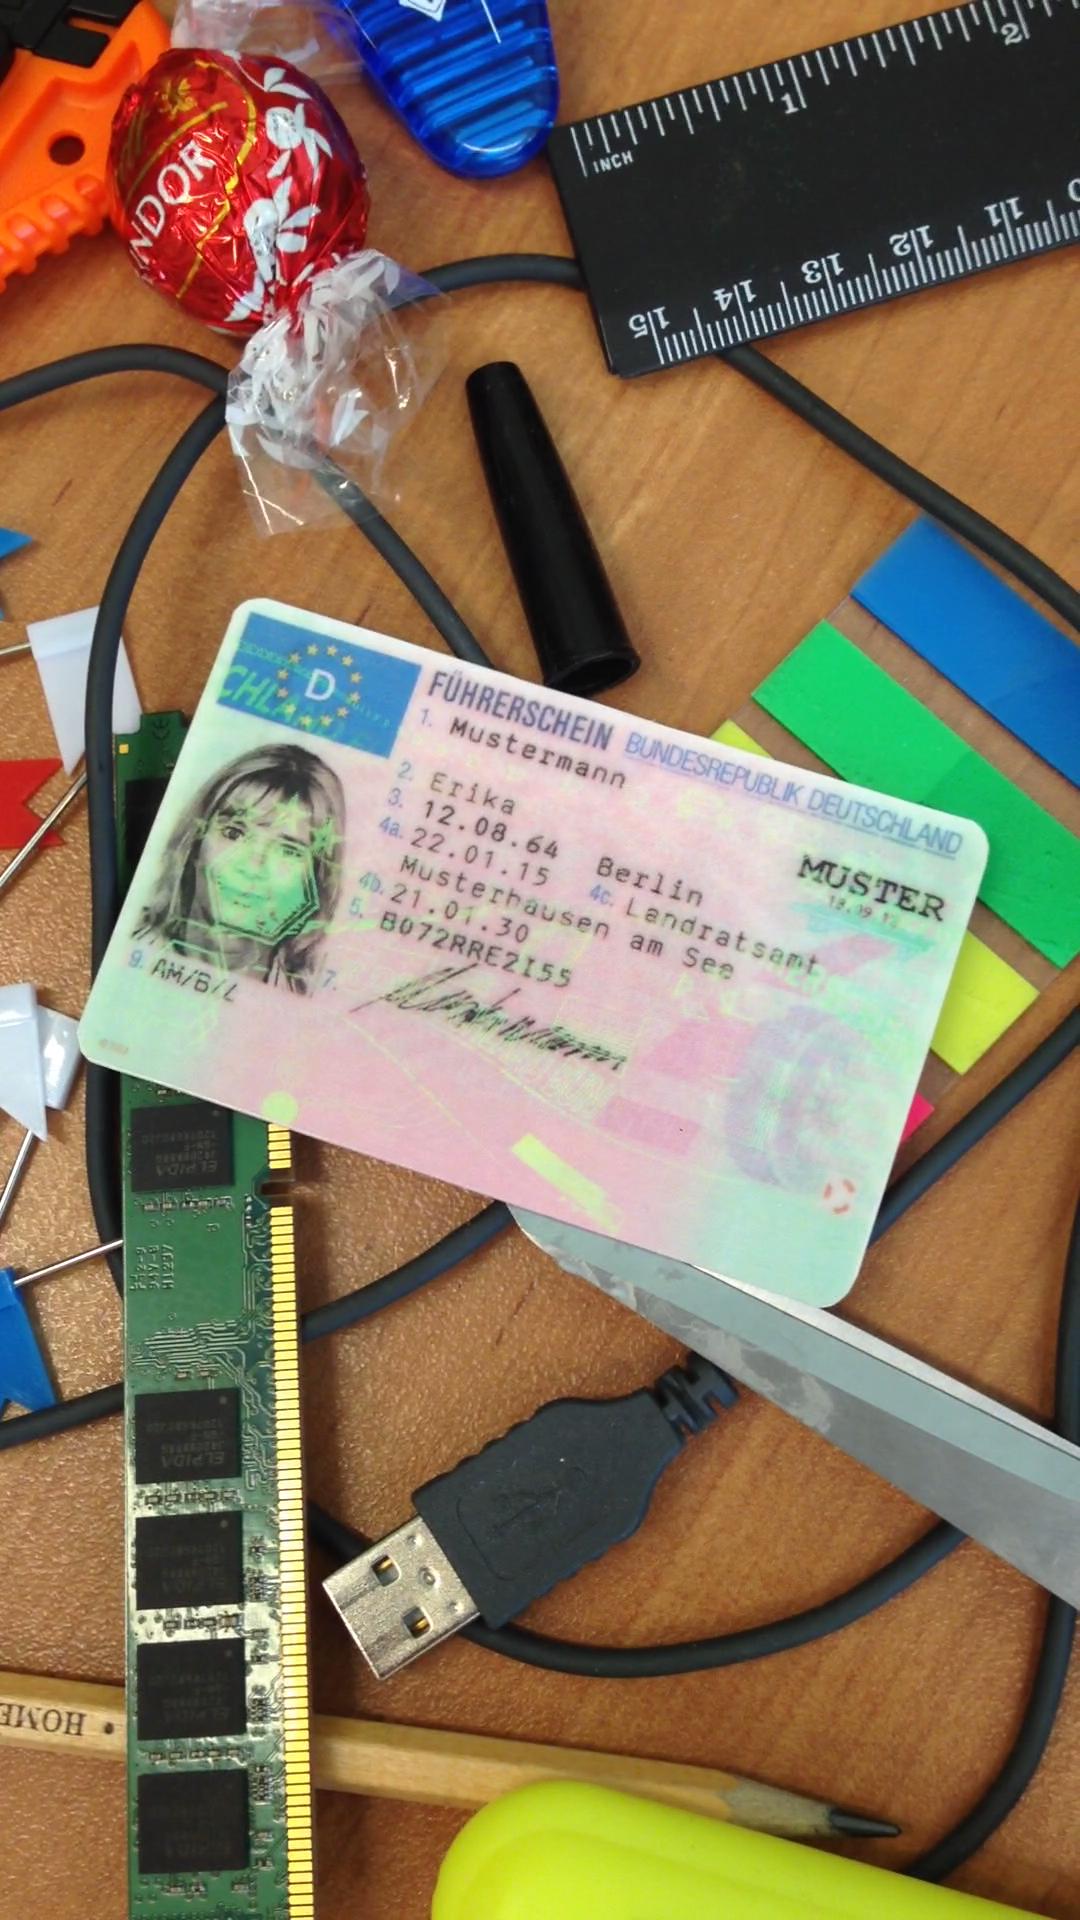 NDOR
INCH
1
2
15
14
13
12
11
D
FÜHRERSCHEIN BUNDESREPUBLIK DEUTSCHLAND
1. Mustermann
2. Erika
3. 12.08.64 Berlin
4a. 22.01.15 4c. Landratsamt
Musterhausen am See
4b. 21.01.30
5. B072RRE2I55
7.
9. AM/B/L
MUSTER
ELPIDA
ELPIDA
HOME